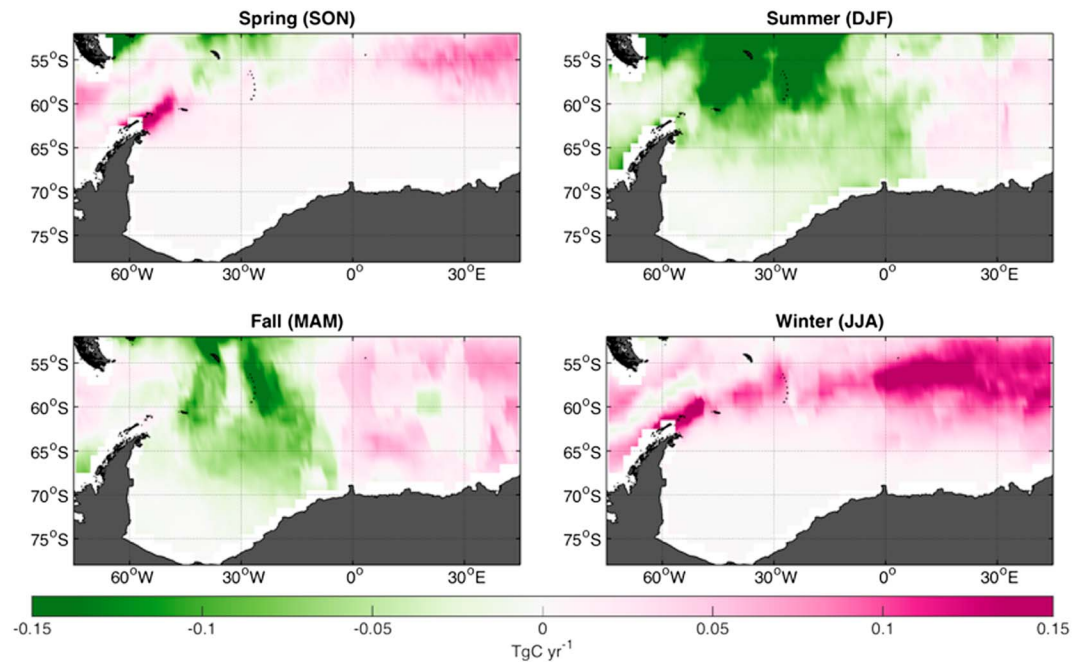 Spring (SON)
55°S
60°S
65°S
70°S
75°S
60°W 30°W 0° 30°E
Summer (DJF)
55°S
60°S
65°S
70°S
75°S
60°W 30°W 0° 30°E
Fall (MAM)
55°S
60°S
65°S
70°S
75°S
60°W 30°W 0° 30°E
Winter (JJA)
55°S
60°S
65°S
70°S
75°S
60°W 30°W 0° 30°E
-0.15 -0.1 -0.05 0 0.05 0.1 0.15
TgC yr⁻¹